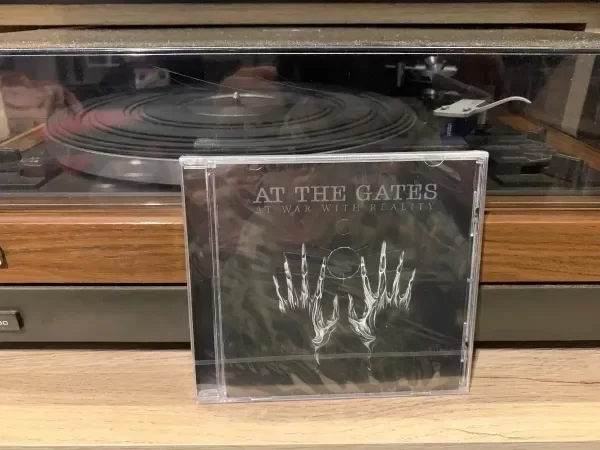 AT THE GATES
AT WAR WITH REALITY